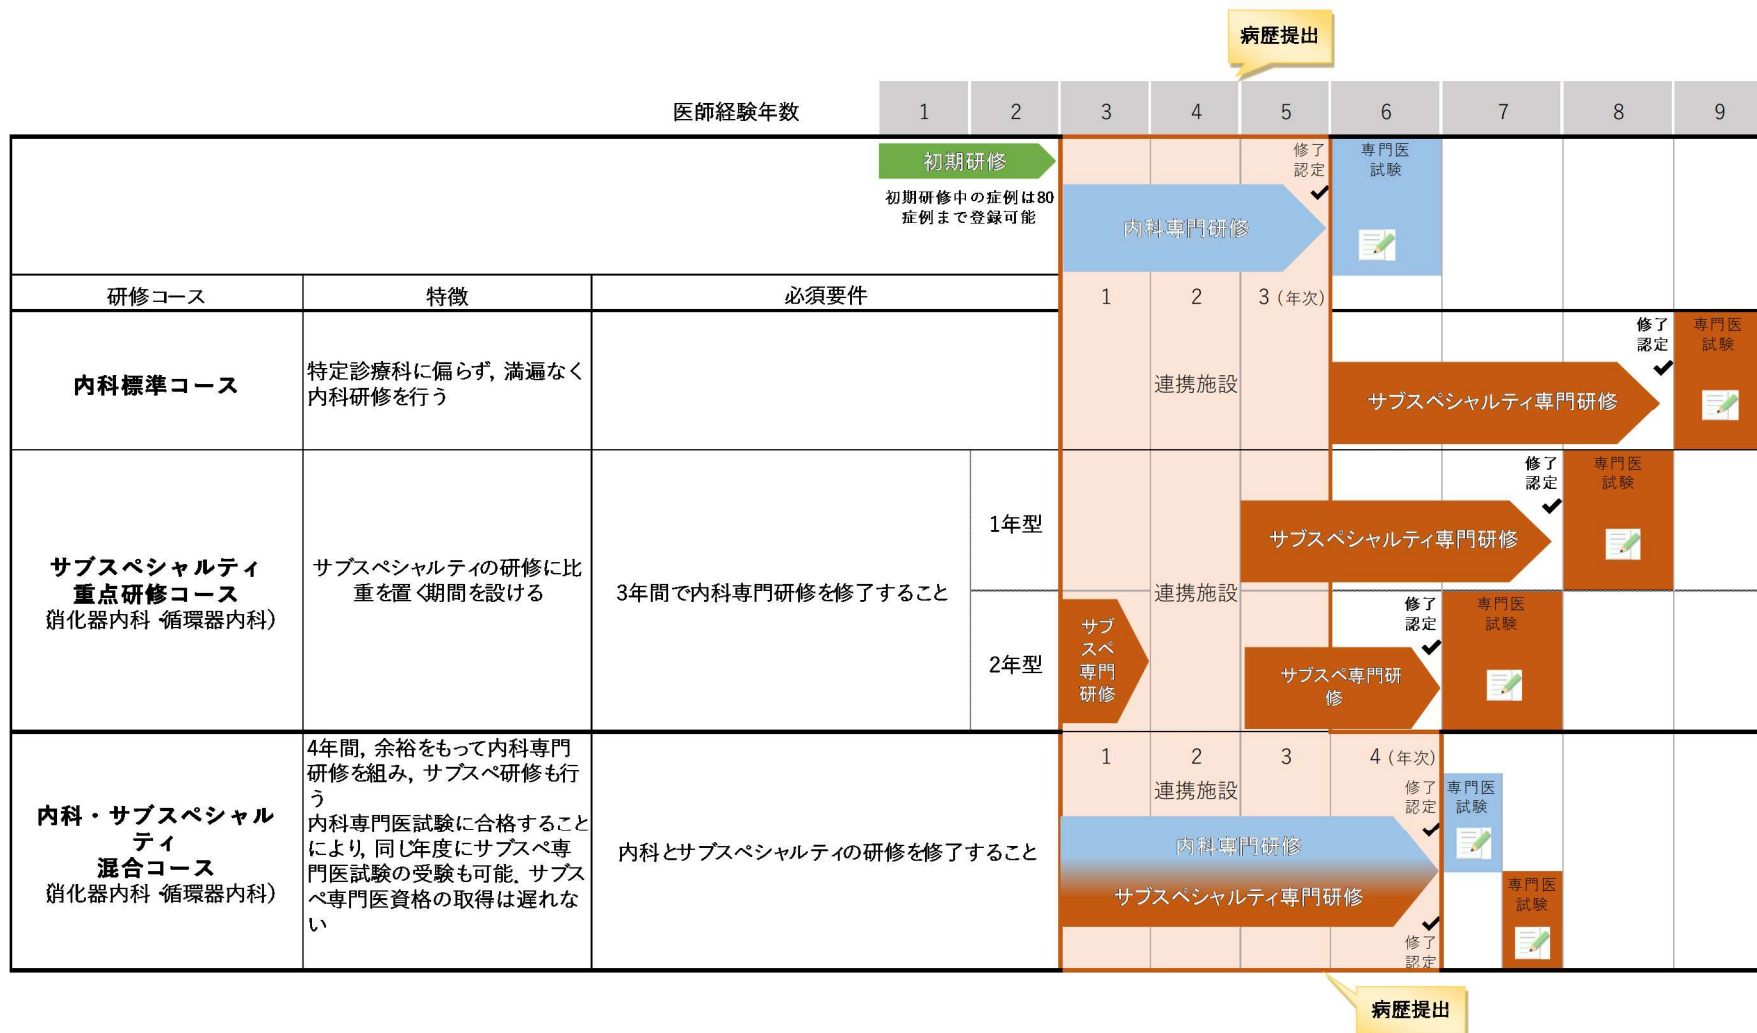 病歴提出
医師経験年数
1
2
3
4
5
6
7
8
9
初期研修
初期研修中の症例は80
症例まで登録可能
内科専門研修
修了
認定
専門医
試験
研修コース
特徴
必須要件
1
2
3（年次）
内科標準コース
特定診療科に偏らず，満遍なく
内科研修を行う
連携施設
サブスペシャルティ専門研修
修了
認定
専門医
試験
サブスペシャルティ
重点研修コース
（消化器内科・循環器内科）
サブスペシャルティの研修に比
重を置く期間を設ける
3年間で内科専門研修を修了すること
1年型
連携施設
サブスペシャルティ専門研修
修了
認定
専門医
試験
2年型
サブ
スペ
専門
研修
サブスペ専門研
修
修了
認定
専門医
試験
内科・サブスペシャル
ティ
混合コース
（消化器内科・循環器内科）
4年間，余裕をもって内科専門
研修を組み，サブスペ研修も行
う
内科専門医試験に合格すること
により，同じ年度にサブスペ専
門医試験の受験も可能．サブス
ペ専門医資格の取得は遅れな
い
内科とサブスペシャルティの研修を修了すること
1
2
3
4（年次）
連携施設
内科専門研修
サブスペシャルティ専門研修
修了
認定
修了
認定
専門医
試験
専門医
試験
病歴提出